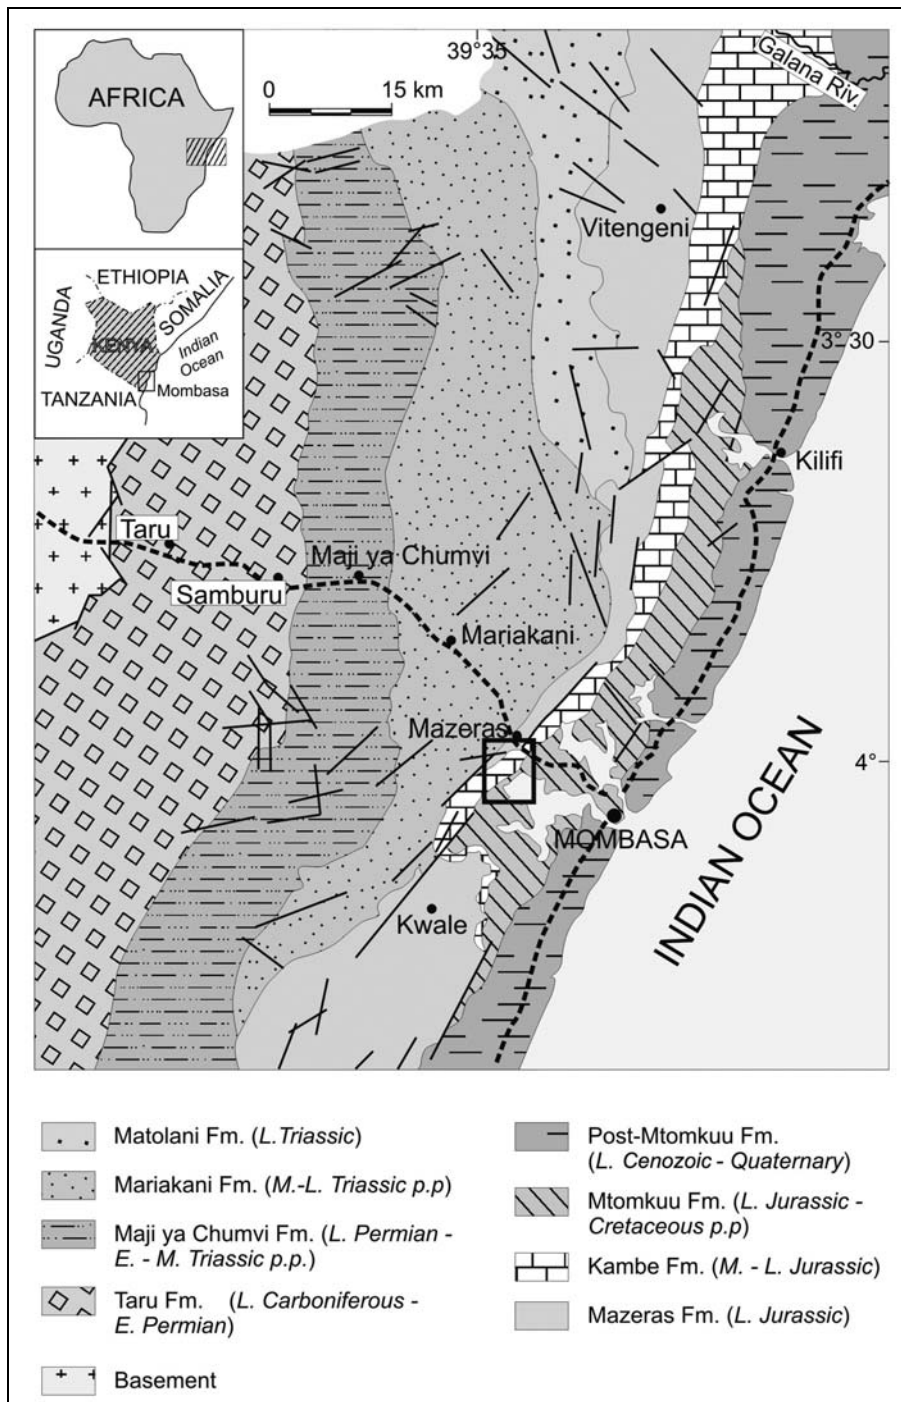 AFRICA
ETHIOPIA
SOMALIA
UGANDA
KENYA
Indian
Ocean
Mombasa
TANZANIA
39°35
0 15 km
Galana Riv.
Vitengeni
3° 30
Kilifi
Taru
Maji ya Chumvi
Samburu
Mariakani
Mazeras
4°
MOMBASA
Kwale
INDIAN OCEAN
Matolani Fm. (L.Triassic)
Mariakani Fm. (M.-L. Triassic p.p)
Maji ya Chumvi Fm. (L. Permian -
E. - M. Triassic p.p.)
Taru Fm. (L. Carboniferous -
E. Permian)
Basement
Post-Mtomkuu Fm.
(L. Cenozoic - Quaternary)
Mtomkuu Fm. (L. Jurassic -
Cretaceous p.p)
Kambe Fm. (M. - L. Jurassic)
Mazeras Fm. (L. Jurassic)